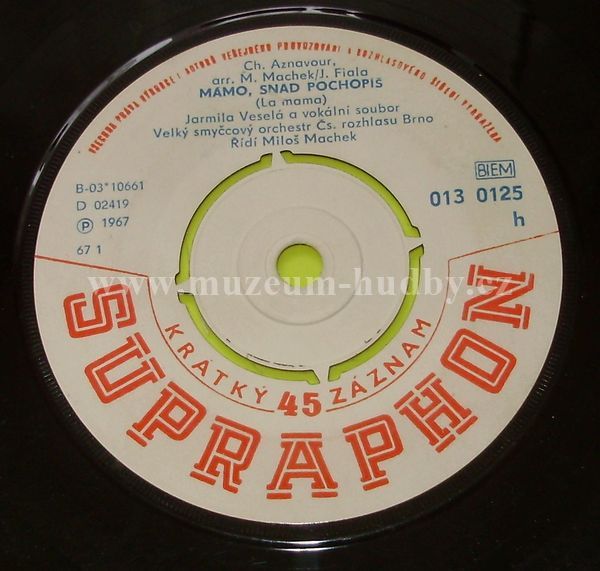 VŠECHNA PRÁVA VÝROBCE I AUTORŮ VEŘEJNÉHO PROVOZOVÁNÍ A ROZHLASOVÉHO ŠÍŘENÍ VYHRAZENA
Ch. Aznavour,
arr. M. Machek/J. Fiala
MÁMO, SNAD POCHOPÍŠ
(La mama)
Jarmila Veselá a vokální soubor
Velký smyčcový orchestr Čs. rozhlasu Brno
Řídí Miloš Machek
B-03*10661
D 02419
Ⓟ 1967
67 1
BIEM
013 0125
h
www.muzeum-hudby.cz
KRÁTKÝ 45 ZÁZNAM
SUPRAPHON